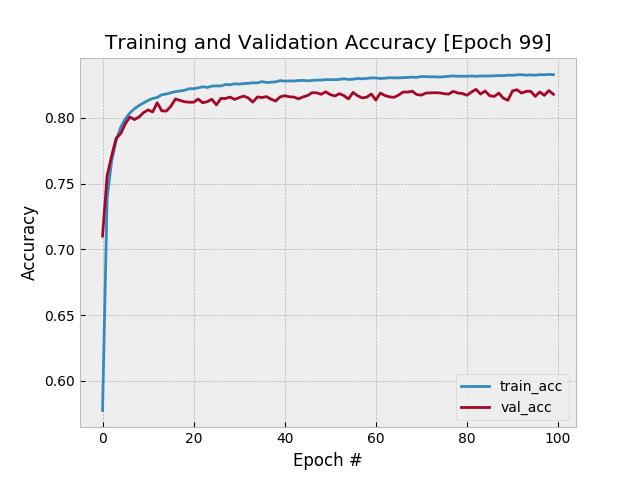 Training and Validation Accuracy [Epoch 99]
0.80
0.75
0.70
0.65
0.60
Accuracy
0
20
40
60
80
100
Epoch #
train_acc
val_acc